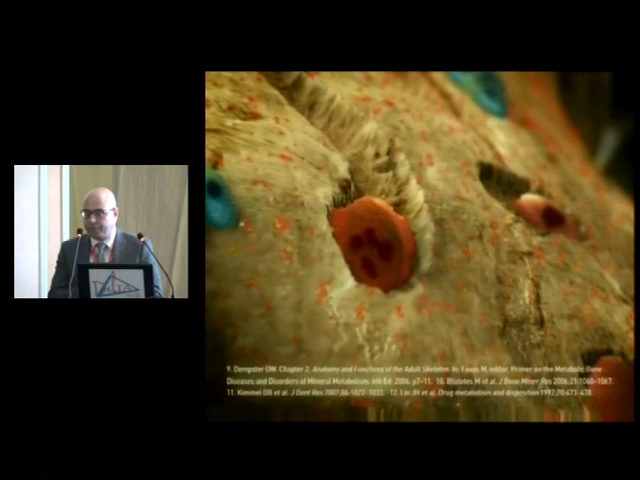 9. Dempster DW. Chapter 2. Anatomy and Functions of the Adult Skeleton. In: Favus M, editor. Primer on the Metabolic Bone
Diseases and Disorders of Mineral Metabolism. 6th Ed. 2006. p7–11. 10. M et al. J Bone Miner Res 2006;21:1060–1067.
11. Kimmel DB et al. J Dent Res 2007;86:1022–1033. 12. Lin JH et al. Drug metabolism and disposition 1992;20:473–478.